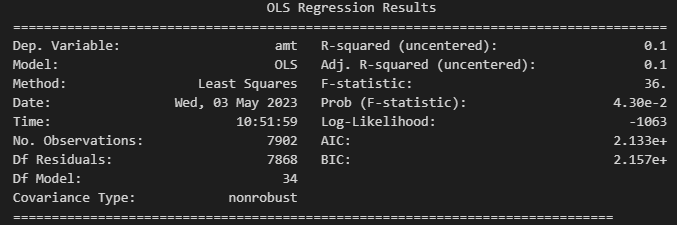 OLS Regression Results
=====================================================================================
Dep. Variable: amt R-squared (uncentered): 0.1
Model: OLS Adj. R-squared (uncentered): 0.1
Method: Least Squares F-statistic: 36.
Date: Wed, 03 May 2023 Prob (F-statistic): 4.30e-2
Time: 10:51:59 Log-Likelihood: -1063
No. Observations: 7902 AIC: 2.133e+
Df Residuals: 7868 BIC: 2.157e+
Df Model: 34
Covariance Type: nonrobust
==============================================================================